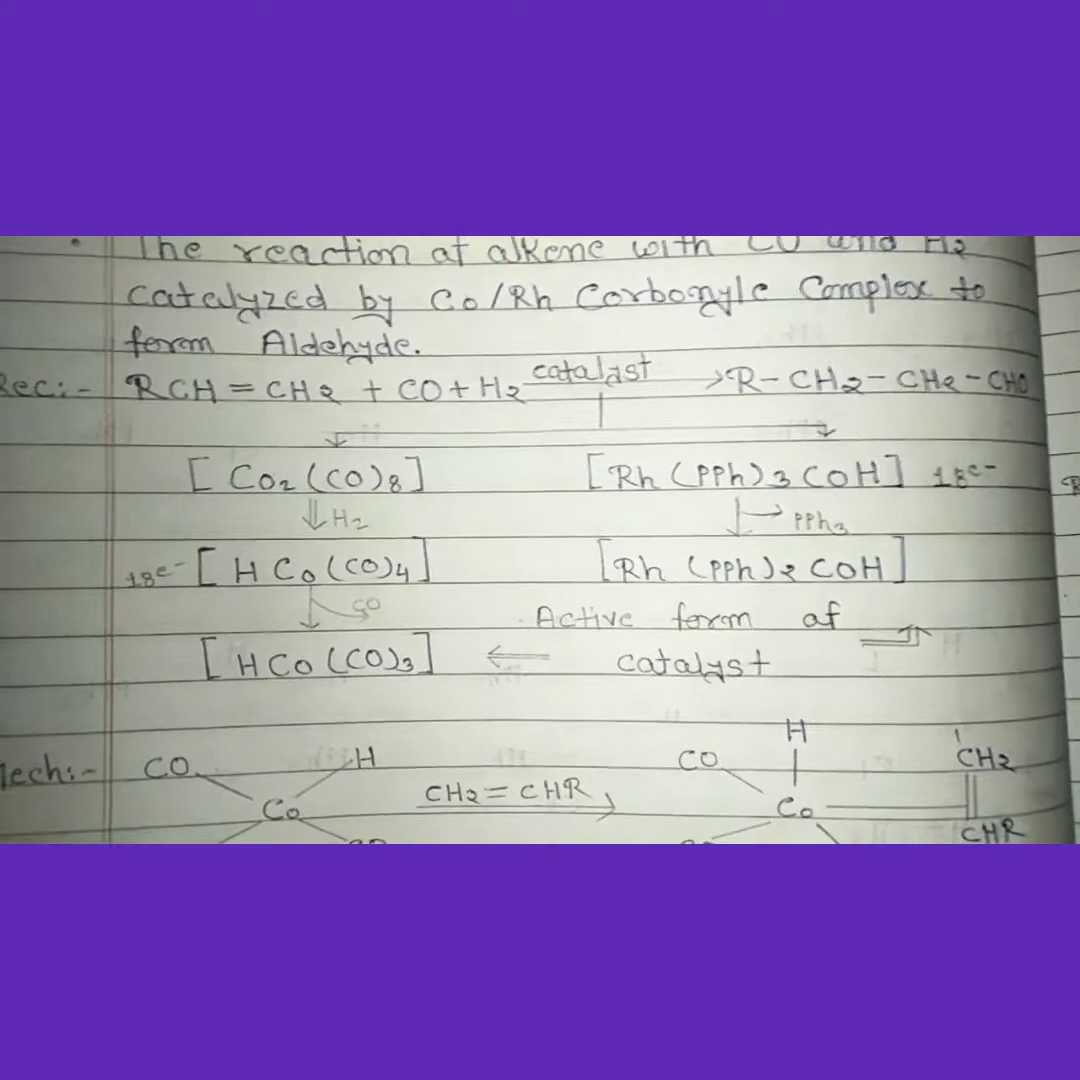 The reaction of alkene with CO and H2
catalyzed by Co/Rh Corbonyle Complex to
form Aldehyde.
Rec:- RCH = CH2 + CO + H2 catalyst R - CH2 - CH2 - CHO
[ Co2 (CO)8 ] [ Rh (PPh)3 COH ] 18e-
H2 PPh3
18e- [ H Co (CO)4 ] [ Rh (PPh)2 COH ]
Active form of
[ HCo (CO)3 ] catalyst
H
Mech:- CO H CO CH2
CH2 = CHR
Co Co
CHR